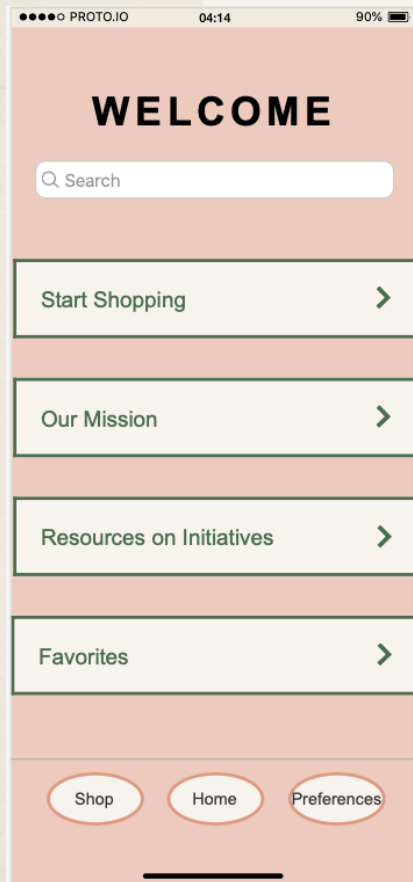 PROTO.IO 04:14 90%
WELCOME
Search
Start Shopping
Our Mission
Resources on Initiatives
Favorites
Shop Home Preferences